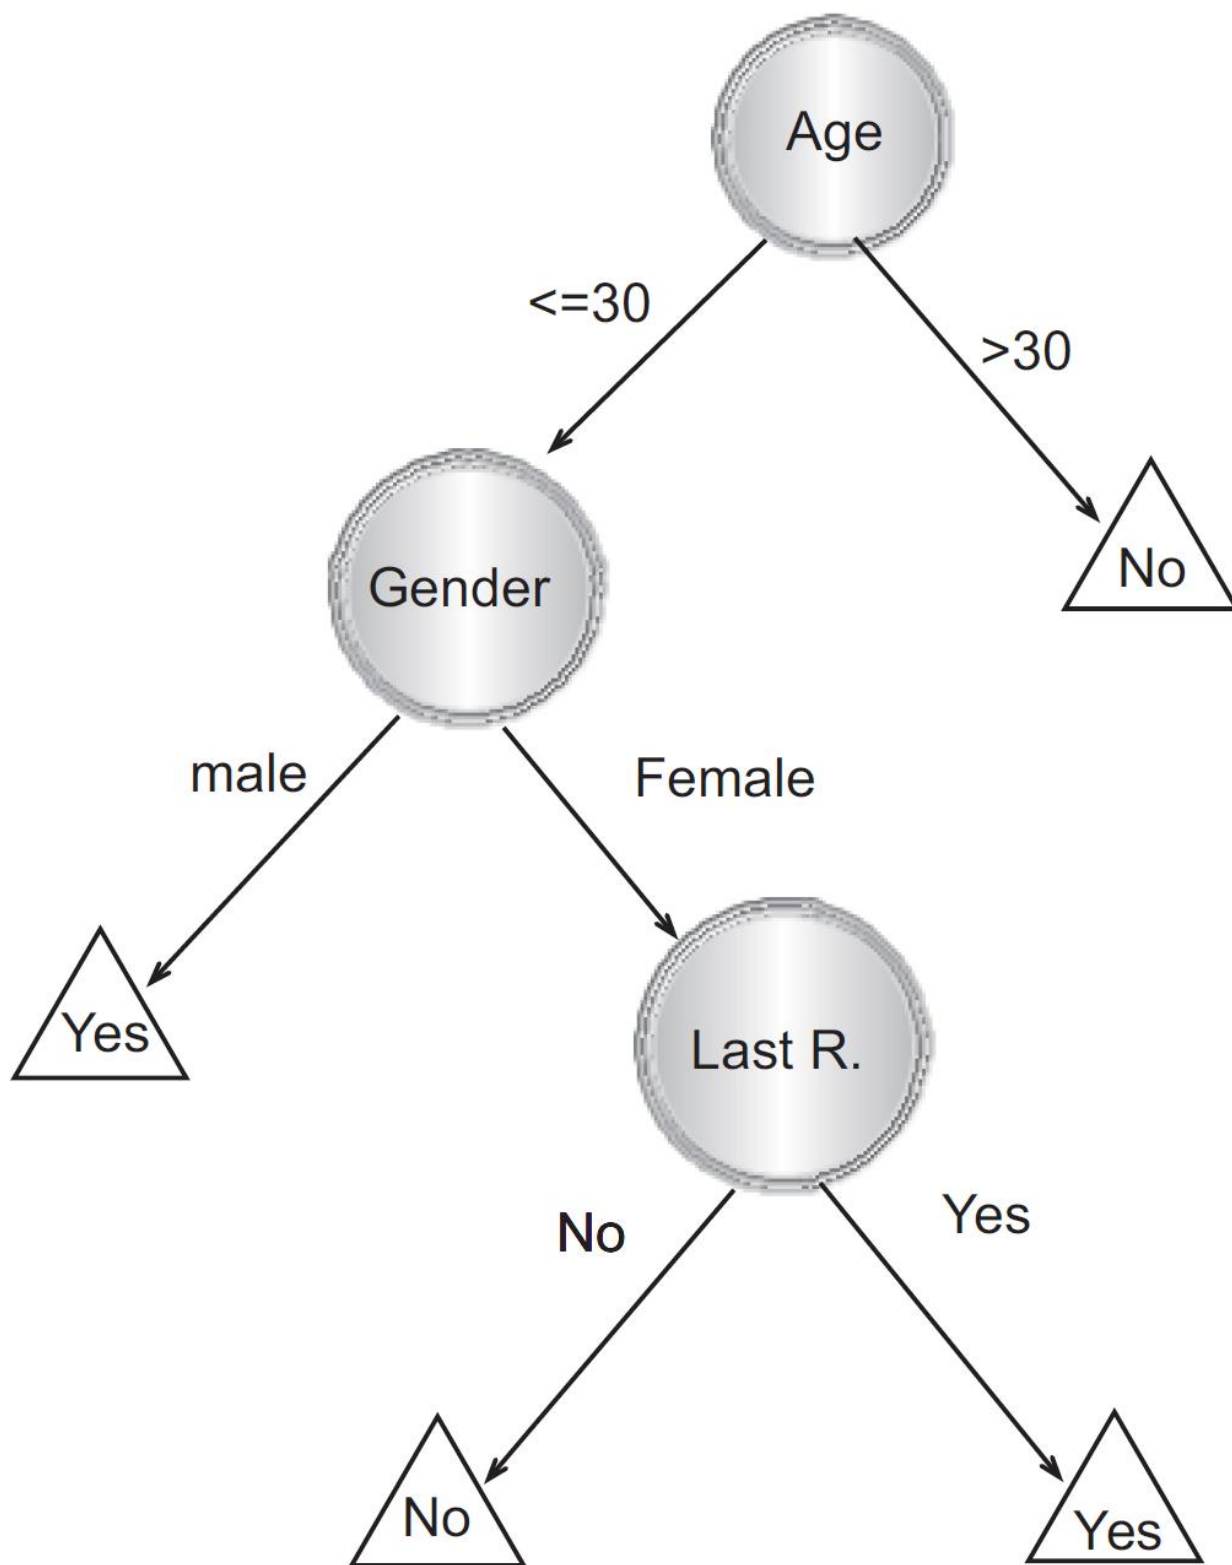 Age
<=30
>30
No
Gender
male
Female
Yes
Last R.
No
Yes
No
Yes